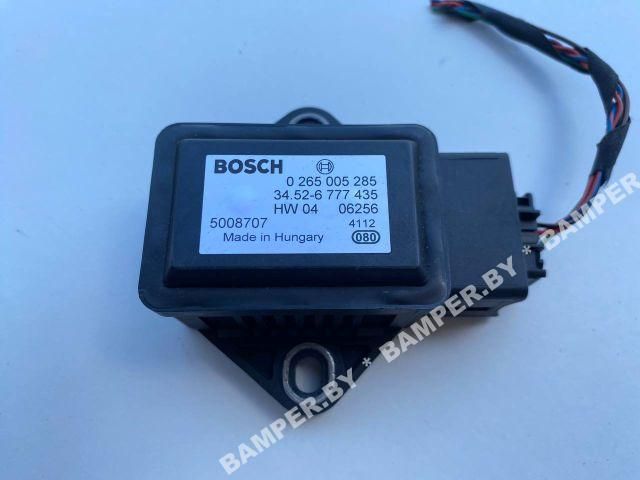 BOSCH
0 265 005 285
34.52-6 777 435
HW 04 06256
5008707 4112
Made in Hungary 080
BAMPER.BY * BAMPER.BY * BAMPER.BY